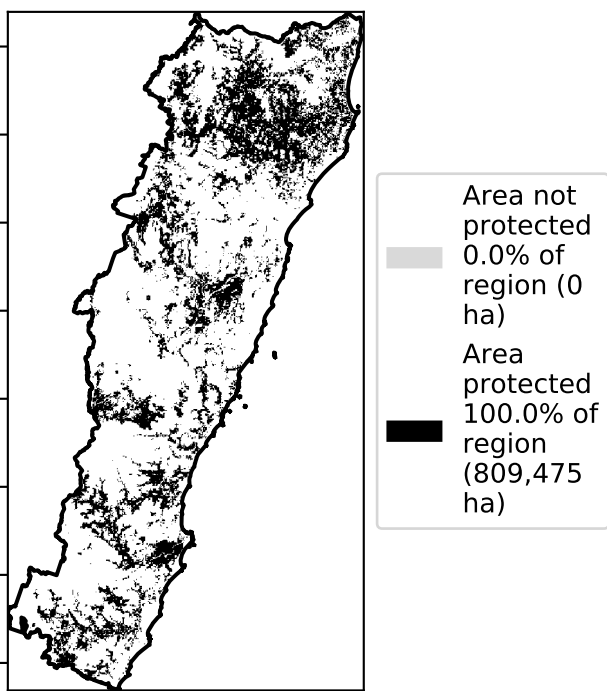 Area not
protected
0.0% of
region (0
ha)
Area
protected
100.0% of
region
(809,475
ha)